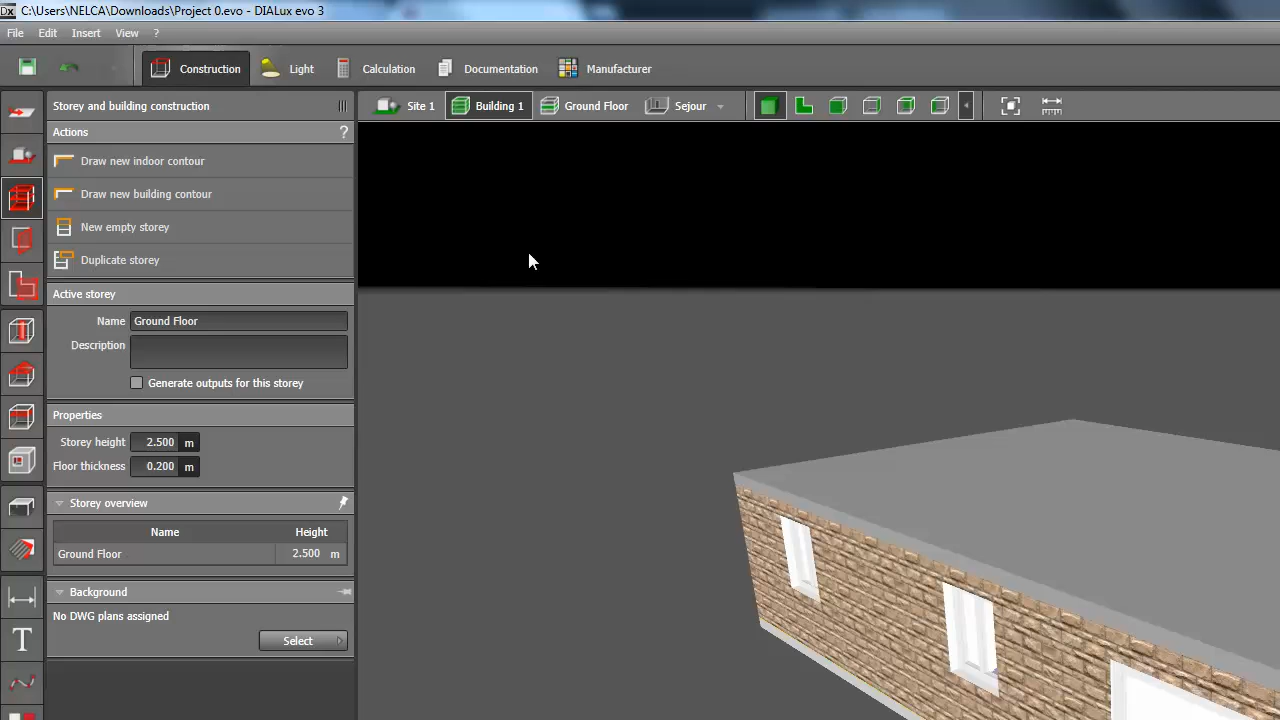 Dx C:\Users\NELCA\Downloads\Project 0.evo - DIALux evo 3
File Edit Insert View ?
Construction Light Calculation Documentation Manufacturer
Storey and building construction
Site 1 Building 1 Ground Floor Sejour
Actions ?
Draw new indoor contour
Draw new building contour
New empty storey
Duplicate storey
Active storey
Name Ground Floor
Description
Generate outputs for this storey
Properties
Storey height 2.500 m
Floor thickness 0.200 m
Storey overview
Name Height
Ground Floor 2.500 m
Background
No DWG plans assigned
Select
T